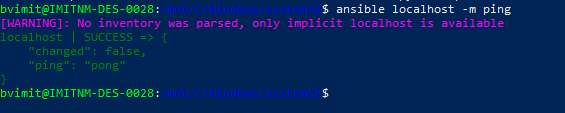 bvimit@IMITNM-DES-0028:/mnt/c/Windows/system32$ ansible localhost -m ping
[WARNING]: No inventory was parsed, only implicit localhost is available
localhost | SUCCESS => {
    "changed": false,
    "ping": "pong"
}
bvimit@IMITNM-DES-0028:/mnt/c/Windows/system32$